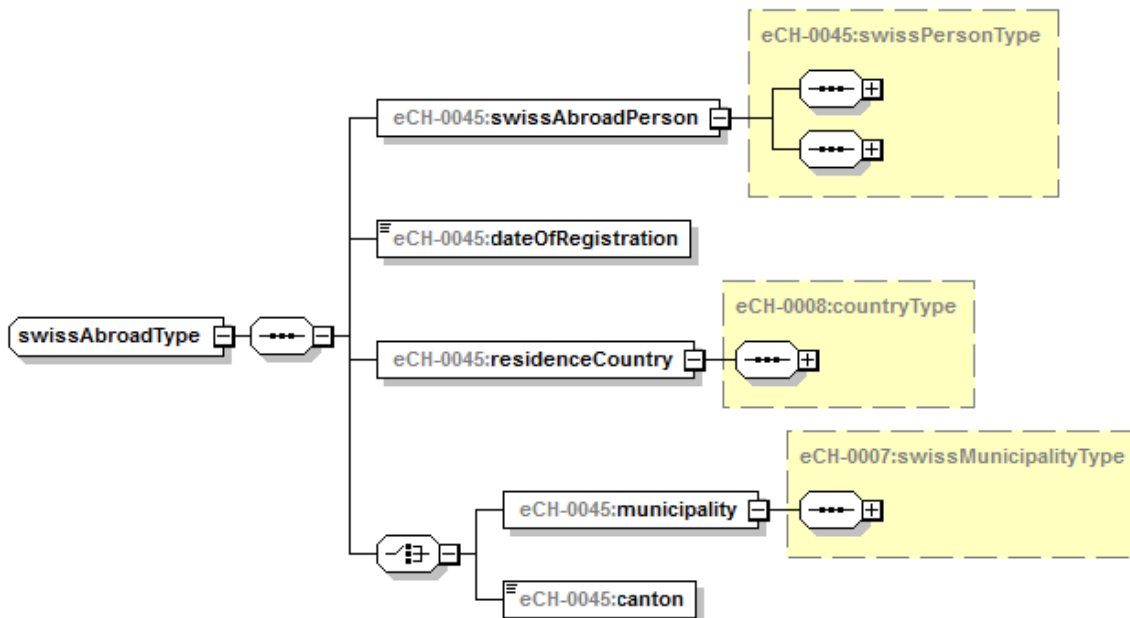 eCH-0045:swissPersonType
eCH-0045:swissAbroadPerson
eCH-0045:dateOfRegistration
eCH-0008:countryType
swissAbroadType
eCH-0045:residenceCountry
eCH-0007:swissMunicipalityType
eCH-0045:municipality
eCH-0045:canton